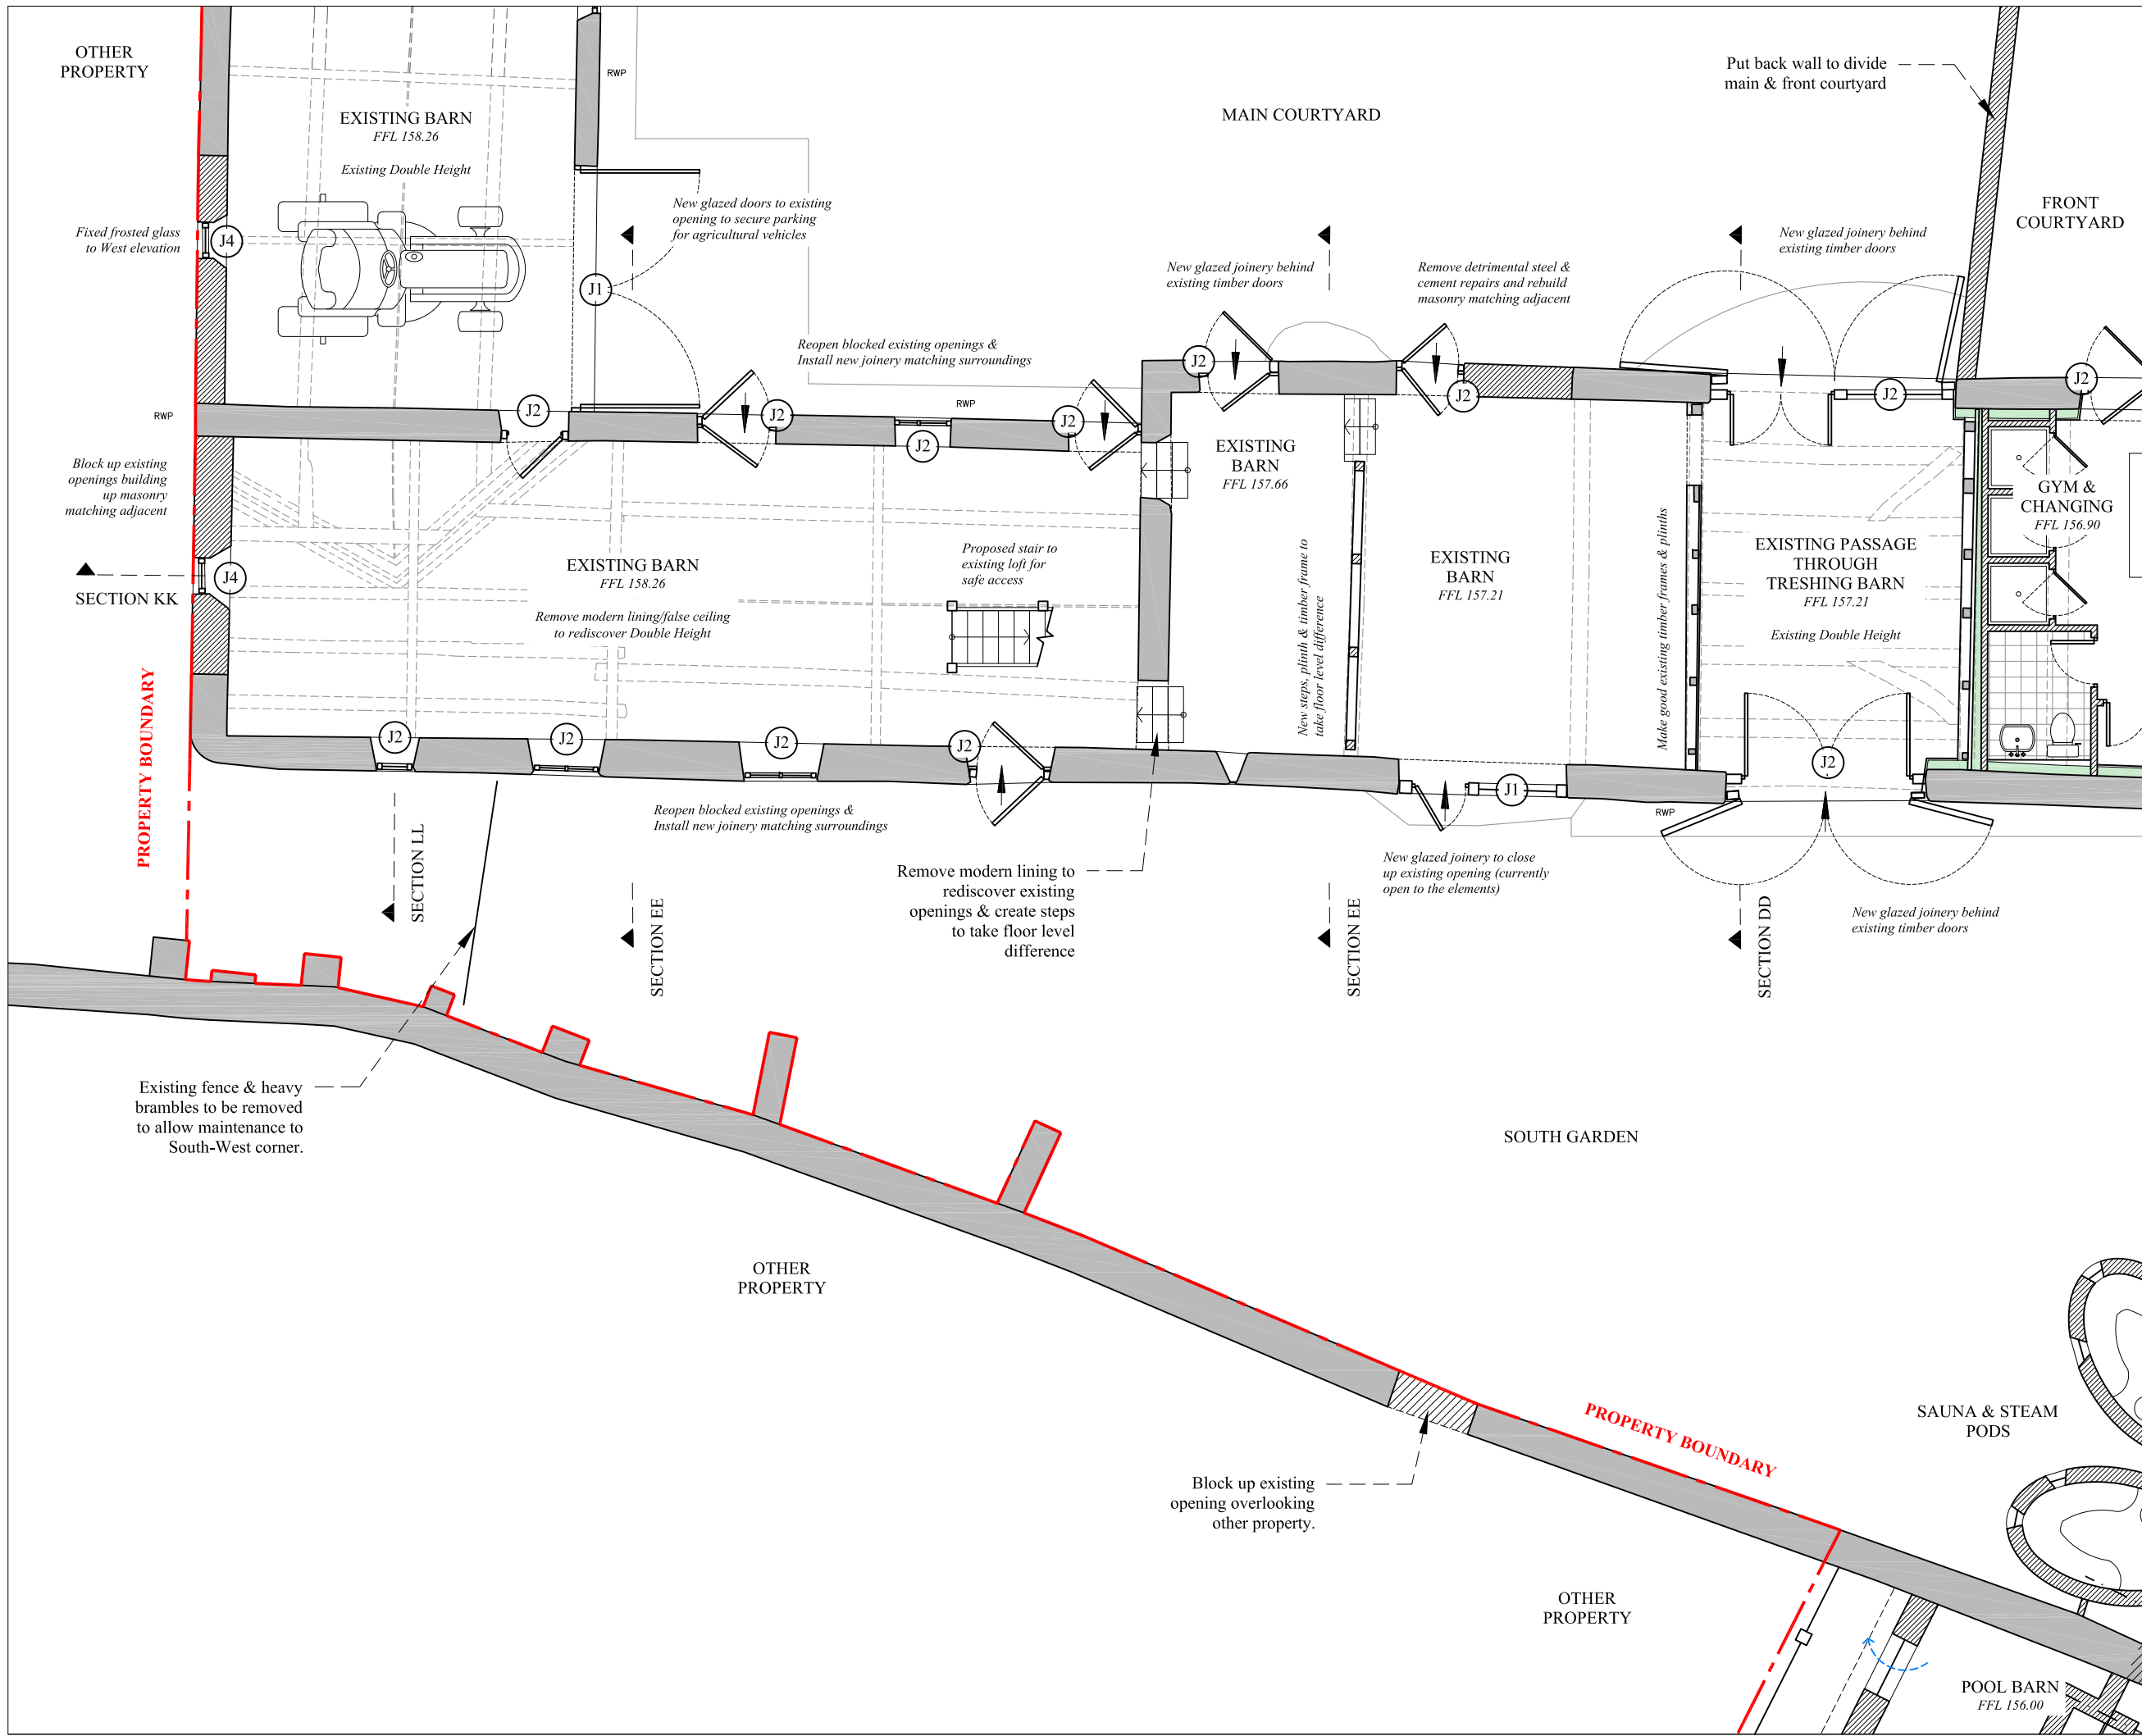 OTHER
PROPERTY
EXISTING BARN
FFL 158.26
Existing Double Height
RWP
MAIN COURTYARD
Put back wall to divide
main & front courtyard
FRONT
COURTYARD
Fixed frosted glass
to West elevation
J4
New glazed doors to existing
opening to secure parking
for agricultural vehicles
J1
New glazed joinery behind
existing timber doors
Remove detrimental steel &
cement repairs and rebuild
masonry matching adjacent
New glazed joinery behind
existing timber doors
Reopen blocked existing openings &
Install new joinery matching surroundings
J2
J2
J2
J2
J2
RWP
J2
J2
RWP
J2
J2
Block up existing
openings building
up masonry
matching adjacent
EXISTING
BARN
FFL 157.66
GYM &
CHANGING
FFL 156.90
SECTION KK
J4
EXISTING BARN
FFL 158.26
Remove modern lining/false ceiling
to rediscover Double Height
Proposed stair to
existing loft for
safe access
New steps, plinth & timber frame to
take floor level difference
EXISTING
BARN
FFL 157.21
Make good existing timber frames & plinths
EXISTING PASSAGE
THROUGH
TRESHING BARN
FFL 157.21
Existing Double Height
PROPERTY BOUNDARY
J2
J2
J2
J2
J2
J1
RWP
Reopen blocked existing openings &
Install new joinery matching surroundings
SECTION LL
SECTION EE
Remove modern lining to
rediscover existing
openings & create steps
to take floor level
difference
New glazed joinery to close
up existing opening (currently
open to the elements)
SECTION EE
SECTION DD
New glazed joinery behind
existing timber doors
Existing fence & heavy
brambles to be removed
to allow maintenance to
South-West corner.
SOUTH GARDEN
OTHER
PROPERTY
PROPERTY BOUNDARY
SAUNA & STEAM
PODS
Block up existing
opening overlooking
other property.
OTHER
PROPERTY
POOL BARN
FFL 156.00